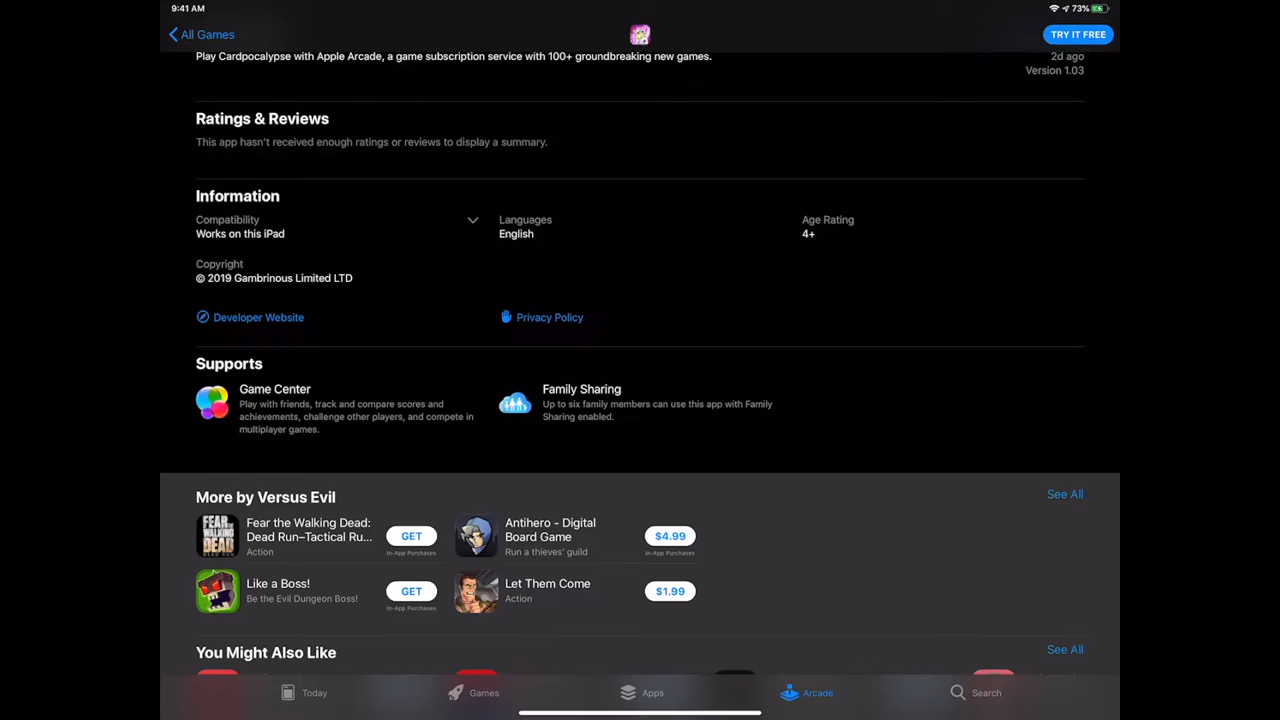 9:41 AM
73%
All Games
TRY IT FREE
Play Cardpocalypse with Apple Arcade, a game subscription service with 100+ groundbreaking new games.
2d ago
Version 1.03
Ratings & Reviews
This app hasn't received enough ratings or reviews to display a summary.
Information
Compatibility
Works on this iPad
Languages
English
Age Rating
4+
Copyright
© 2019 Gambrinous Limited LTD
Developer Website
Privacy Policy
Supports
Game Center
Play with friends, track and compare scores and
achievements, challenge other players, and compete in
multiplayer games.
Family Sharing
Up to six family members can use this app with Family
Sharing enabled.
More by Versus Evil
See All
FEAR
THE
WALKING
DEAD
Fear the Walking Dead:
Dead Run–Tactical Ru...
Action
GET
In-App Purchases
Antihero - Digital
Board Game
Run a thieves' guild
$4.99
In-App Purchases
Like a Boss!
Be the Evil Dungeon Boss!
GET
In-App Purchases
Let Them Come
Action
$1.99
You Might Also Like
See All
Today
Games
Apps
Arcade
Search